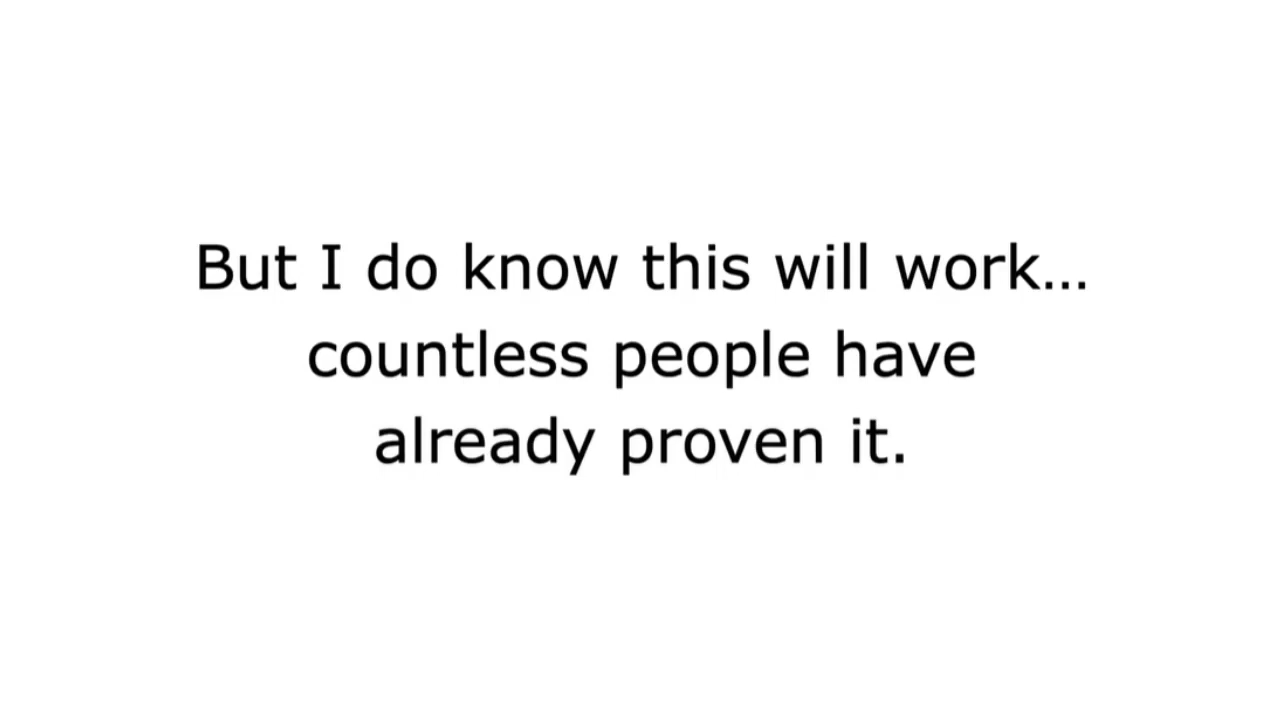 But I do know this will work…
countless people have
already proven it.